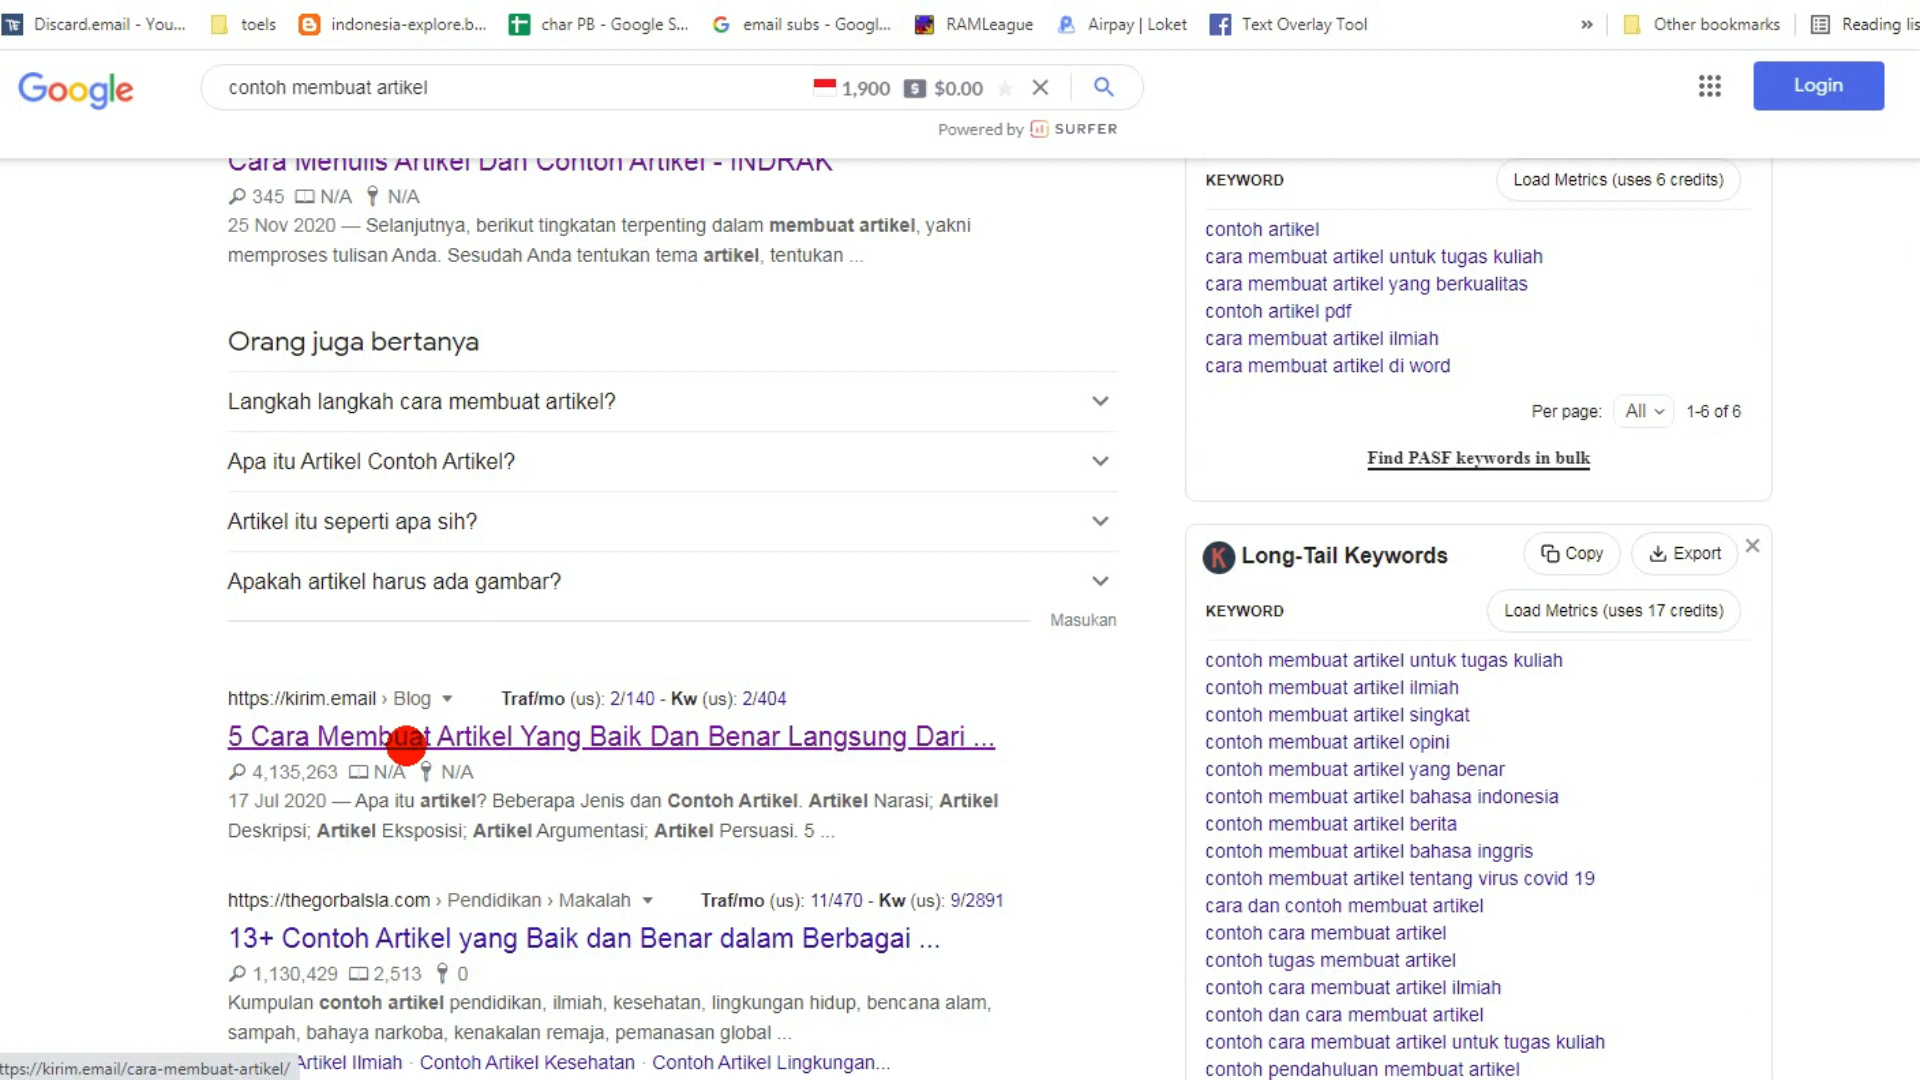 Discard.email - You...
toels
indonesia-explore.b...
char PB - Google S...
email subs - Googl...
RAMLeague
Airpay | Loket
Text Overlay Tool
»
Other bookmarks
Reading lis
Google
contoh membuat artikel
1,900
$0.00
Login
Powered by SURFER
Cara Menulis Artikel Dan Contoh Artikel - INDRAK
345 N/A N/A
25 Nov 2020 — Selanjutnya, berikut tingkatan terpenting dalam membuat artikel, yakni
memproses tulisan Anda. Sesudah Anda tentukan tema artikel, tentukan ...
Orang juga bertanya
Langkah langkah cara membuat artikel?
Apa itu Artikel Contoh Artikel?
Artikel itu seperti apa sih?
Apakah artikel harus ada gambar?
Masukan
https://kirim.email › Blog Traf/mo (us): 2/140 - Kw (us): 2/404
5 Cara Membuat Artikel Yang Baik Dan Benar Langsung Dari ...
4,135,263 N/A N/A
17 Jul 2020 — Apa itu artikel? Beberapa Jenis dan Contoh Artikel. Artikel Narasi; Artikel
Deskripsi; Artikel Eksposisi; Artikel Argumentasi; Artikel Persuasi. 5 ...
https://thegorbalsla.com › Pendidikan › Makalah Traf/mo (us): 11/470 - Kw (us): 9/2891
13+ Contoh Artikel yang Baik dan Benar dalam Berbagai ...
1,130,429 2,513 0
Kumpulan contoh artikel pendidikan, ilmiah, kesehatan, lingkungan hidup, bencana alam,
sampah, bahaya narkoba, kenakalan remaja, pemanasan global ...
Artikel Ilmiah · Contoh Artikel Kesehatan · Contoh Artikel Lingkungan...
ttps://kirim.email/cara-membuat-artikel/
KEYWORD
Load Metrics (uses 6 credits)
contoh artikel
cara membuat artikel untuk tugas kuliah
cara membuat artikel yang berkualitas
contoh artikel pdf
cara membuat artikel ilmiah
cara membuat artikel di word
Per page: All 1-6 of 6
Find PASF keywords in bulk
K Long-Tail Keywords
Copy
Export
KEYWORD
Load Metrics (uses 17 credits)
contoh membuat artikel untuk tugas kuliah
contoh membuat artikel ilmiah
contoh membuat artikel singkat
contoh membuat artikel opini
contoh membuat artikel yang benar
contoh membuat artikel bahasa indonesia
contoh membuat artikel berita
contoh membuat artikel bahasa inggris
contoh membuat artikel tentang virus covid 19
cara dan contoh membuat artikel
contoh cara membuat artikel
contoh tugas membuat artikel
contoh cara membuat artikel ilmiah
contoh dan cara membuat artikel
contoh cara membuat artikel untuk tugas kuliah
contoh pendahuluan membuat artikel